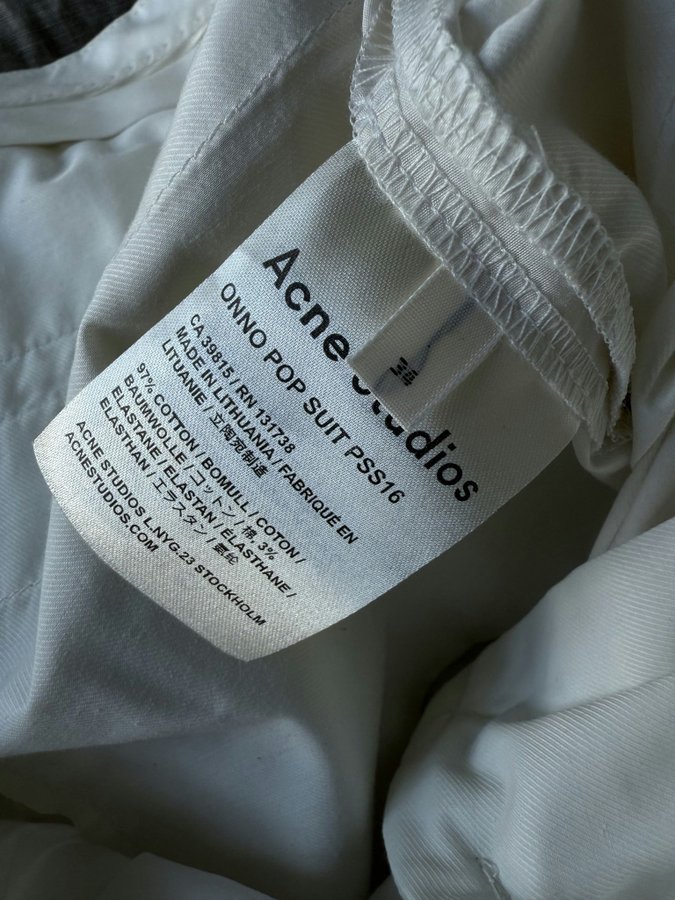 Acne Studios
ONNO POP SUIT PSS16
CA 39815 / RN 131738
MADE IN LITHUANIA / FABRIQUÉ EN
LITUANIE / 立陶宛制造
97% COTTON / BOMULL / COTON /
BAUMWOLLE / コットン / 棉, 3%
ELASTANE / ELASTAN / ELASTHANE /
ELASTHAN / エラスタン / 氨纶
ACNE STUDIOS L.NYG.23 STOCKHOLM
ACNESTUDIOS.COM